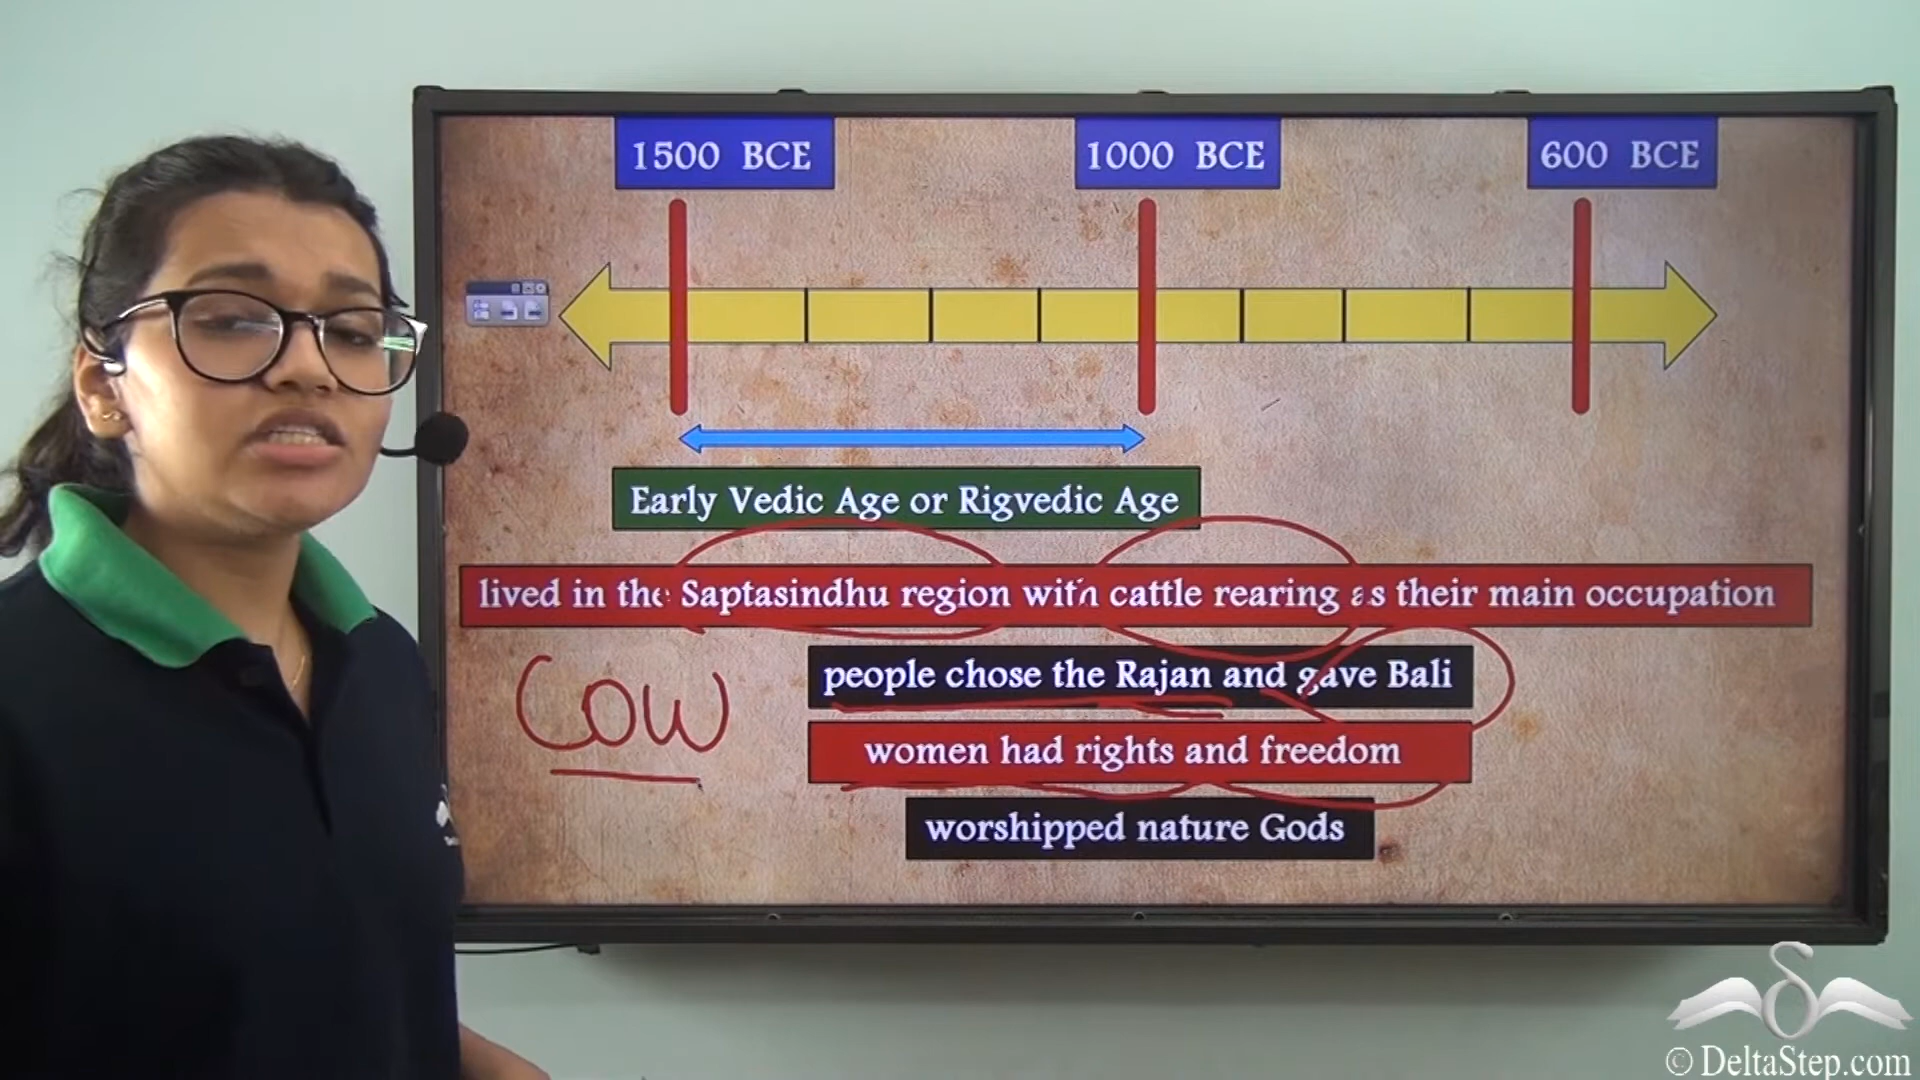 1500 BCE
1000 BCE
600 BCE
Early Vedic Age or Rigvedic Age
lived in the Saptasindhu region with cattle rearing as their main occupation
people chose the Rajan and gave Bali
cow
women had rights and freedom
worshipped nature Gods
© DeltaStep.com